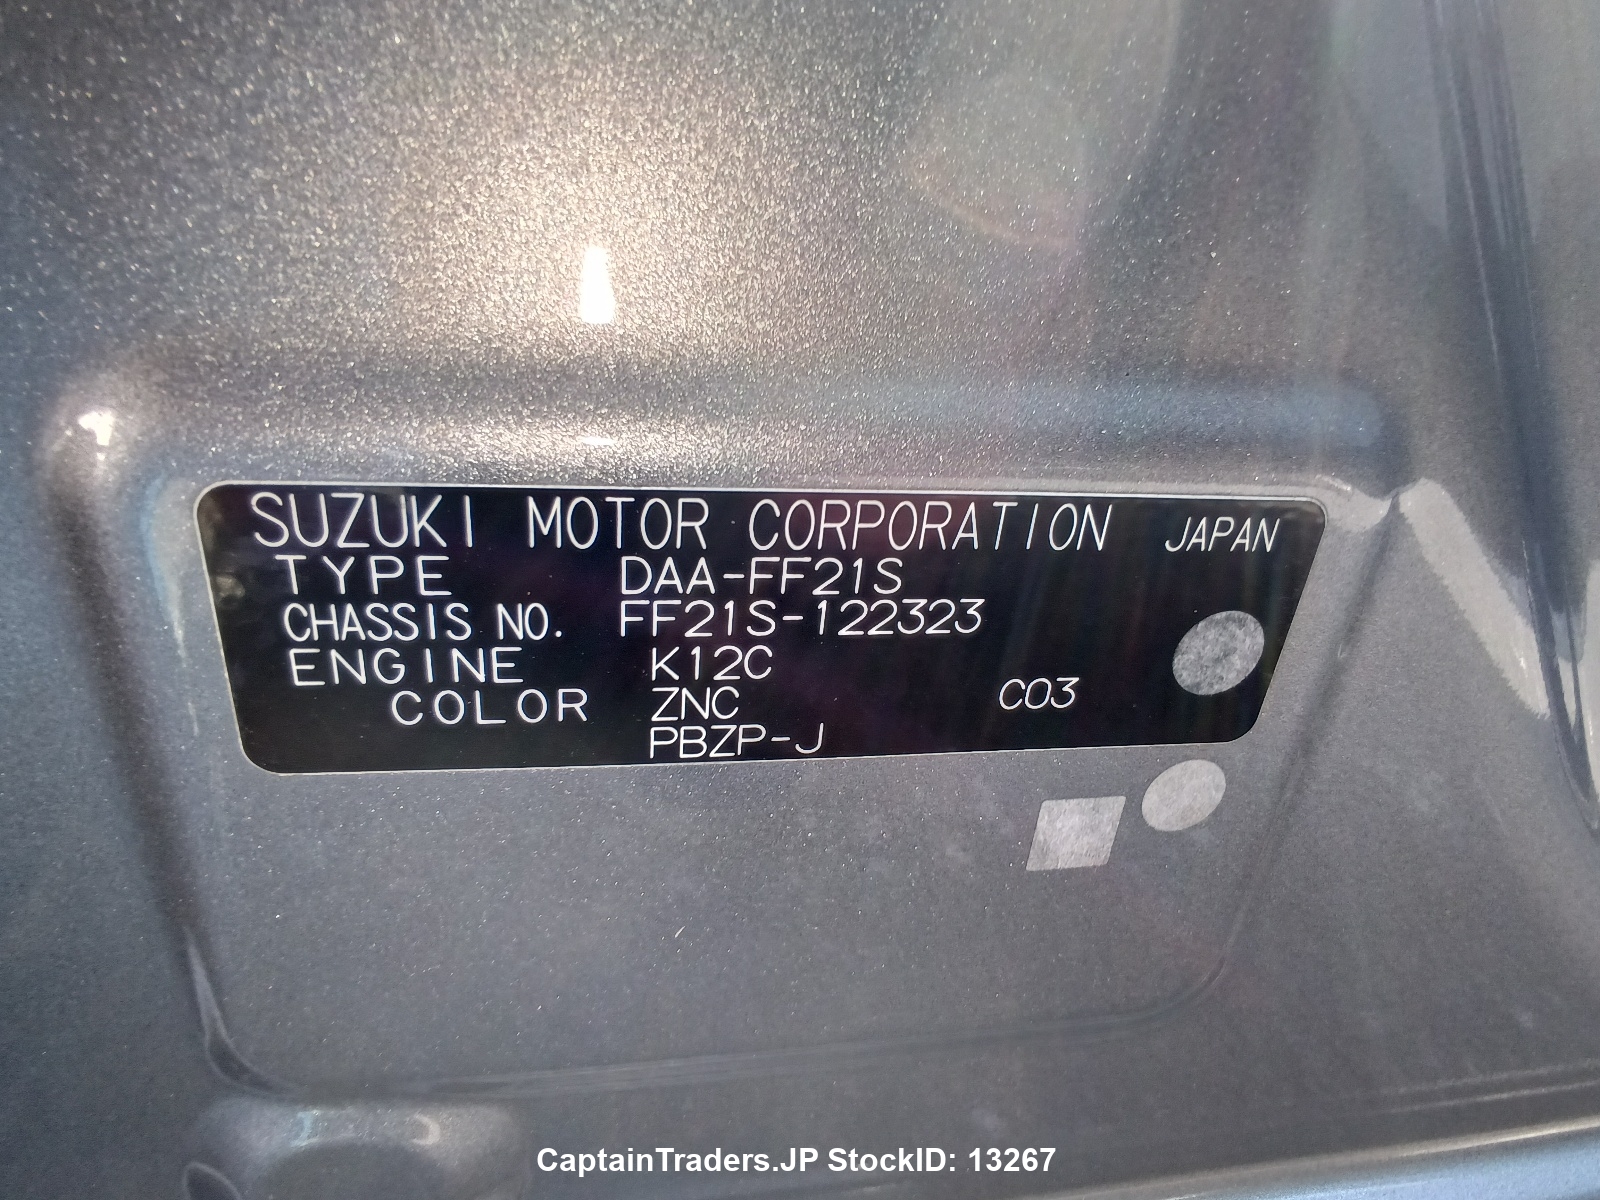 SUZUKI MOTOR CORPORATION JAPAN
TYPE DAA-FF21S
CHASSIS NO. FF21S-122323
ENGINE K12C
COLOR ZNC C03
PBZP-J
CaptainTraders.JP StockID: 13267